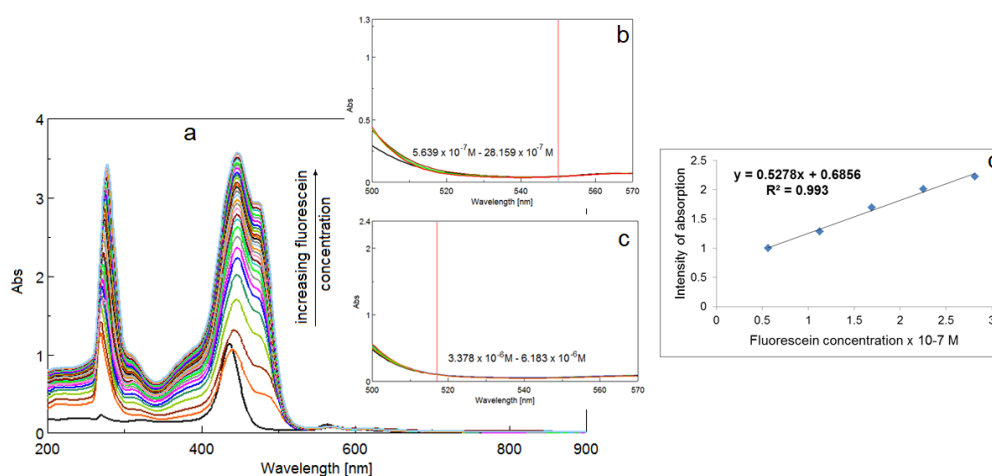 a
4
3
2
1
0
Abs
200
400
600
800
900
Wavelength [nm]
increasing fluorescein
concentration
b
1.3
1
0.5
0
Abs
5.639 x 10⁻⁷M - 28.159 x 10⁻⁷ M
500
520
540
560
570
Wavelength [nm]
c
2.4
2
1
0
Abs
3.378 x 10⁻⁶M - 6.183 x 10⁻⁶M
500
520
540
560
570
Wavelength [nm]
y = 0.5278x + 0.6856
R² = 0.993
2.5
2
1.5
1
0.5
0
Intensity of absorption
0
0.5
1
1.5
2
2.5
3
Fluorescein concentration x 10-7 M